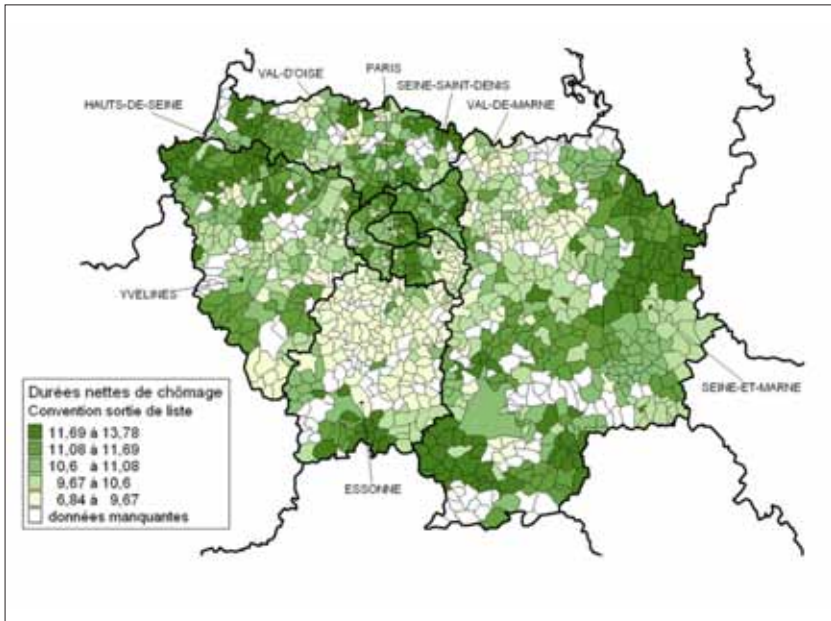 VAL-D'OISE
PARIS
SEINE-SAINT-DENIS
HAUTS-DE-SEINE
VAL-DE-MARNE
YVELINES
SEINE-ET-MARNE
ESSONNE
Durées nettes de chômage
Convention sortie de liste
11,69 à 13,78
11,08 à 11,69
10,6 à 11,08
9,67 à 10,6
6,84 à 9,67
données manquantes